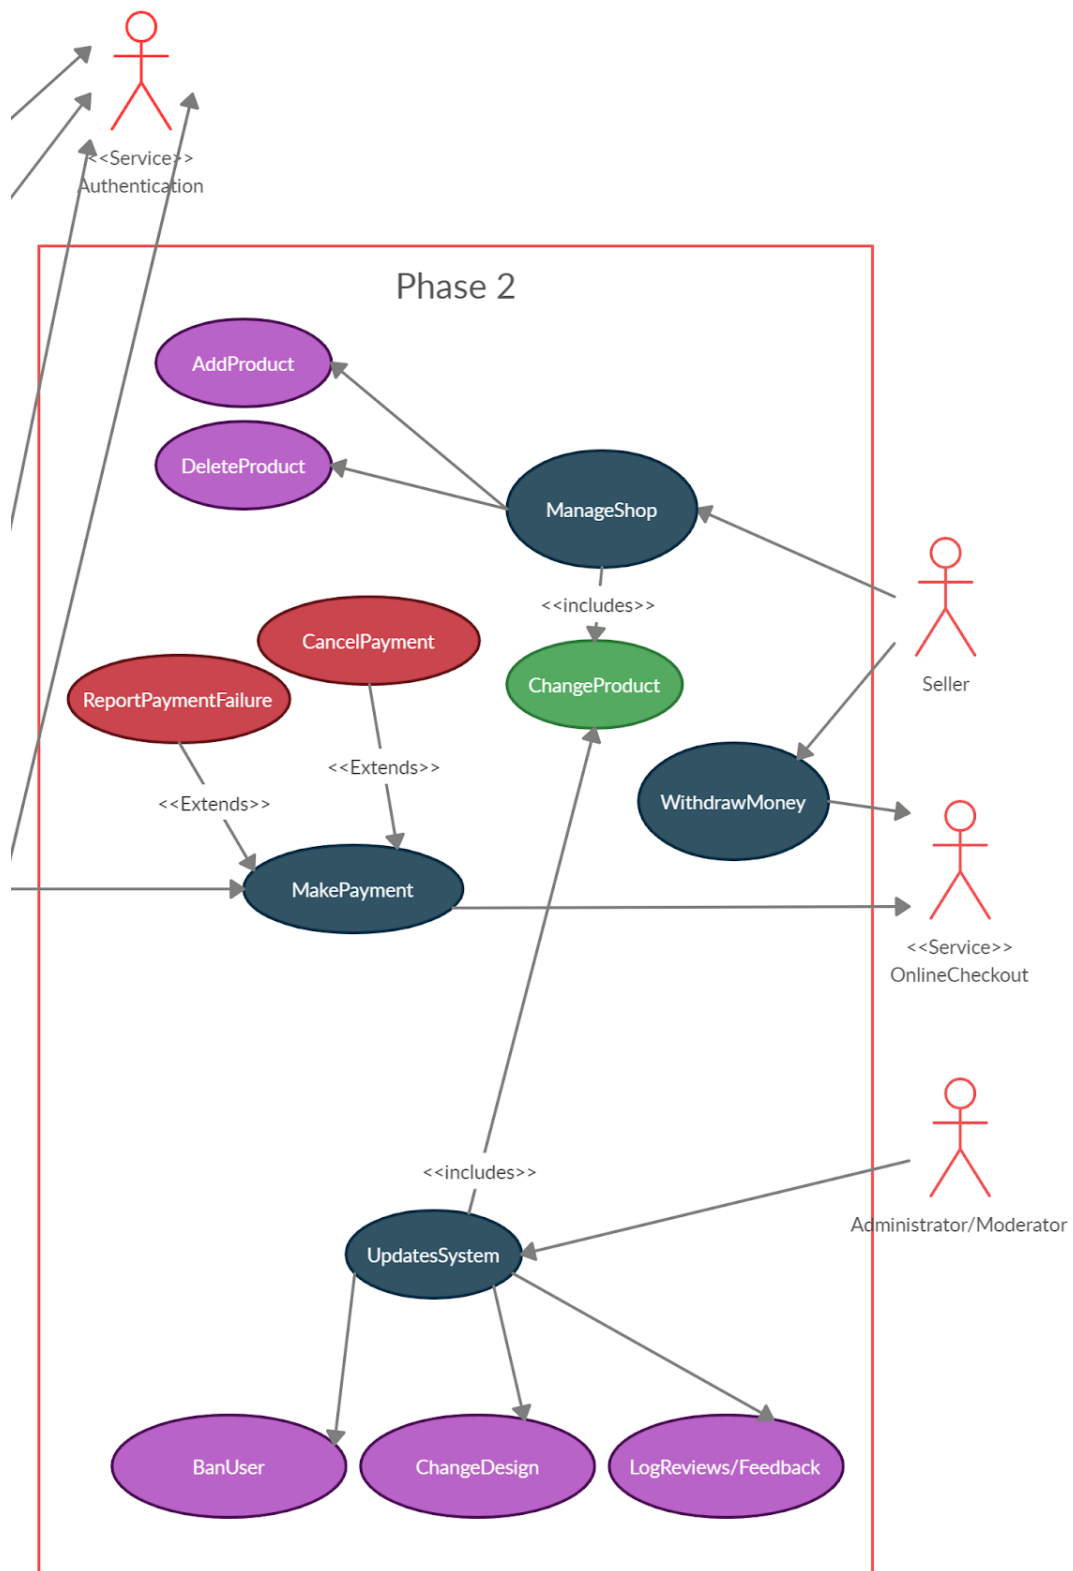 <<Service>>
Authentication
Phase 2
AddProduct
DeleteProduct
ManageShop
<<includes>>
CancelPayment
ChangeProduct
ReportPaymentFailure
Seller
<<Extends>>
<<Extends>>
WithdrawMoney
MakePayment
<<Service>>
OnlineCheckout
<<includes>>
Administrator/Moderator
UpdatesSystem
BanUser
ChangeDesign
LogReviews/Feedback